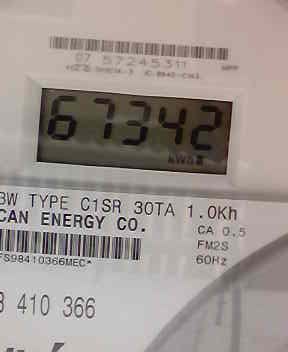 07 57245311
67342
kWh
3W TYPE C1SR 30TA 1.0Kh
CAN ENERGY CO.
CA 0.5
FM2S
60Hz
FS98410366MEC*
3 410 366